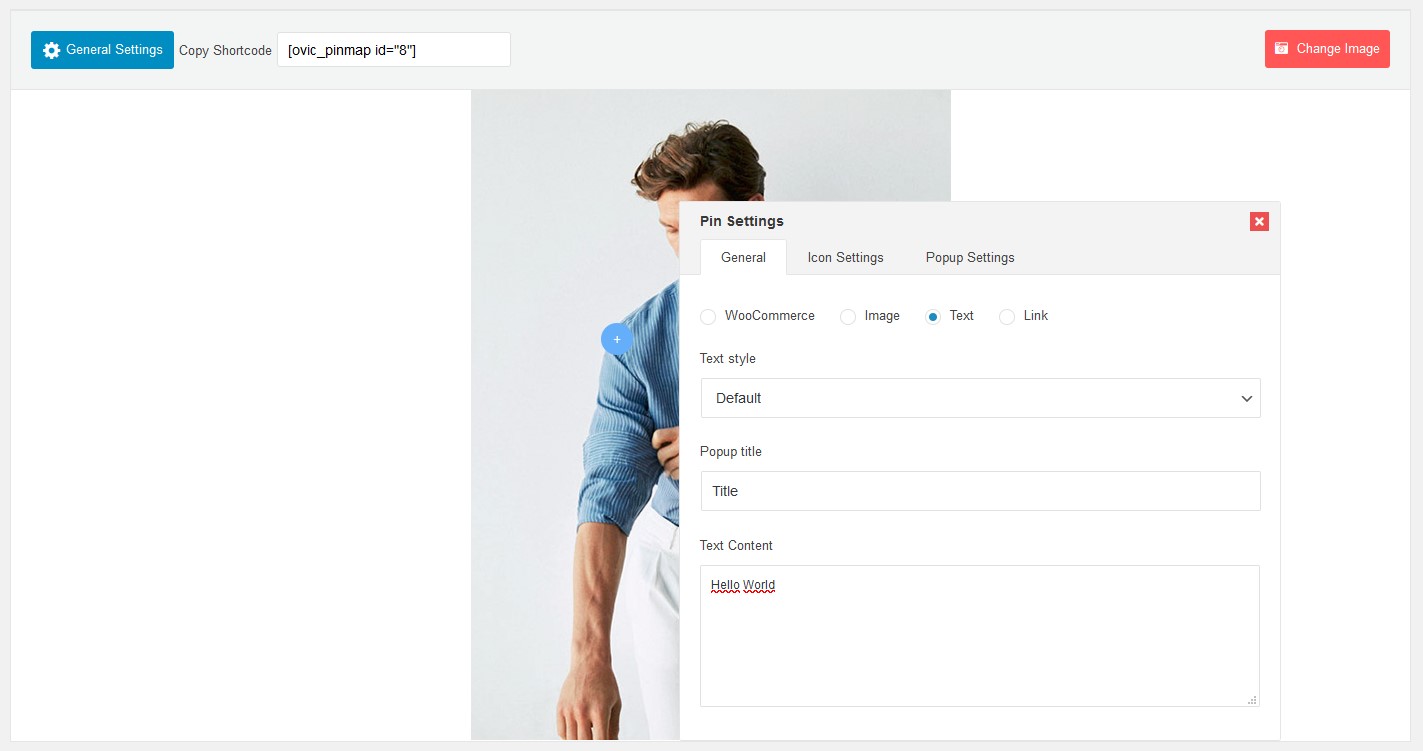 General Settings Copy Shortcode [ovic_pinmap id="8"] Change Image
Pin Settings
General Icon Settings Popup Settings
WooCommerce Image Text Link
+
Text style
Default
Popup title
Title
Text Content
Hello World